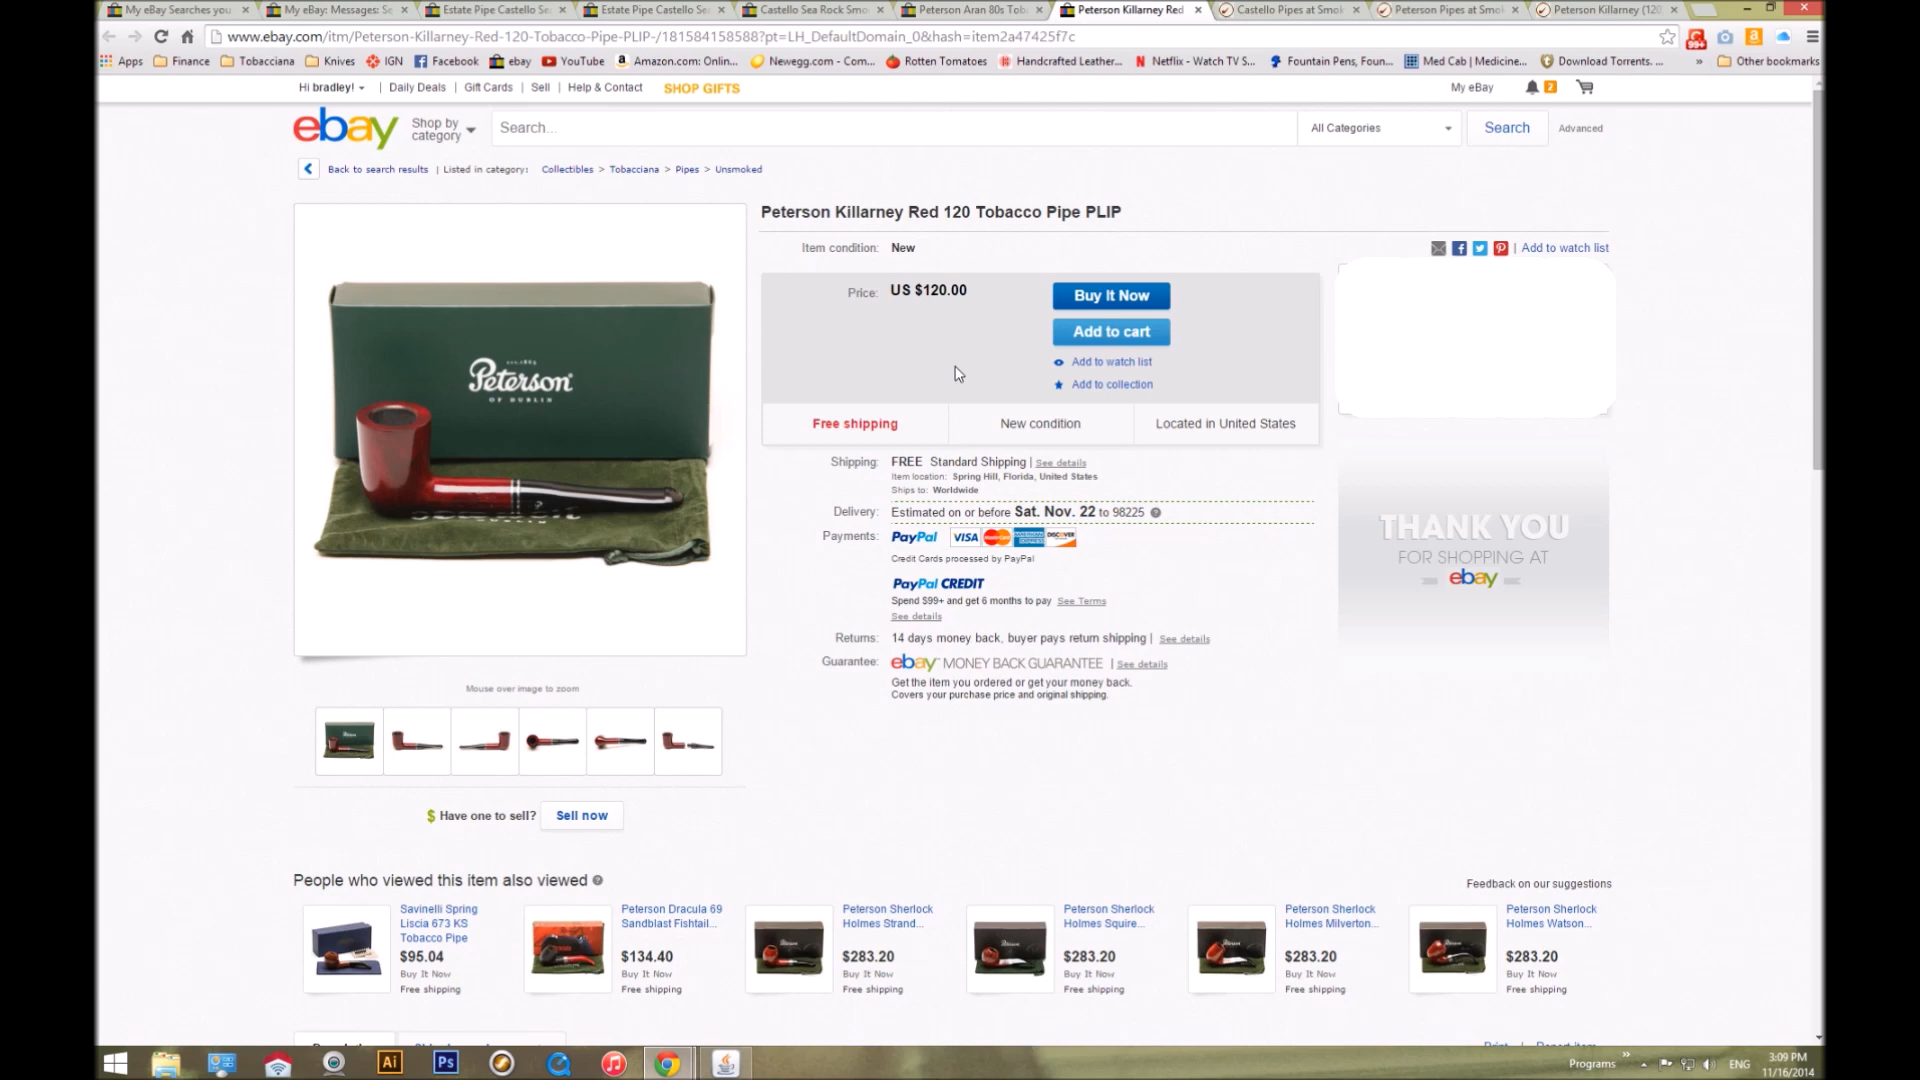 My eBay Searches you
My eBay: Messages: S
Estate Pipe Castello Se
Estate Pipe Castello Se
Castello Sea Rock Smo
Peterson Aran 80s Tob
Peterson Killarney Red
Castello Pipes at Smok
Peterson Pipes at Smok
Peterson Killarney (120
www.ebay.com/itm/Peterson-Killarney-Red-120-Tobacco-Pipe-PLIP-/181584158588?pt=LH_DefaultDomain_0&hash=item2a47425f7c
99+
Apps Finance Tobacciana Knives IGN Facebook ebay YouTube Amazon.com: Onlin... Newegg.com - Com... Rotten Tomatoes Handcrafted Leather... Netflix - Watch TV S... Fountain Pens, Foun... Med Cab | Medicine... Download Torrents. ... » Other bookmarks
Hi bradley! | Daily Deals | Gift Cards | Sell | Help & Contact SHOP GIFTS My eBay 2
ebay Shop by category Search... All Categories Search Advanced
Back to search results | Listed in category: Collectibles > Tobacciana > Pipes > Unsmoked
Peterson Killarney Red 120 Tobacco Pipe PLIP
Item condition: New
| Add to watch list
Price: US $120.00
Buy It Now
Add to cart
Add to watch list
Add to collection
Free shipping New condition Located in United States
Peterson
OF DUBLIN
Shipping: FREE Standard Shipping | See details
Item location: Spring Hill, Florida, United States
Ships to: Worldwide
Delivery: Estimated on or before Sat. Nov. 22 to 98225
Payments: PayPal VISA MasterCard AMERICAN EXPRESS DISCOVER
Credit Cards processed by PayPal
PayPal CREDIT
Spend $99+ and get 6 months to pay See Terms
See details
Returns: 14 days money back, buyer pays return shipping | See details
Guarantee: ebay MONEY BACK GUARANTEE | See details
Get the item you ordered or get your money back.
Covers your purchase price and original shipping.
THANK YOU
FOR SHOPPING AT
ebay
Mouse over image to zoom
$ Have one to sell? Sell now
People who viewed this item also viewed
Feedback on our suggestions
Savinelli Spring
Liscia 673 KS
Tobacco Pipe
$95.04
Buy It Now
Free shipping
Peterson Dracula 69
Sandblast Fishtail...
$134.40
Buy It Now
Free shipping
Peterson Sherlock
Holmes Strand...
$283.20
Buy It Now
Free shipping
Peterson Sherlock
Holmes Squire...
$283.20
Buy It Now
Free shipping
Peterson Sherlock
Holmes Milverton...
$283.20
Buy It Now
Free shipping
Peterson Sherlock
Holmes Watson...
$283.20
Buy It Now
Free shipping
Ai Ps
Programs » ENG
3:09 PM
11/16/2014